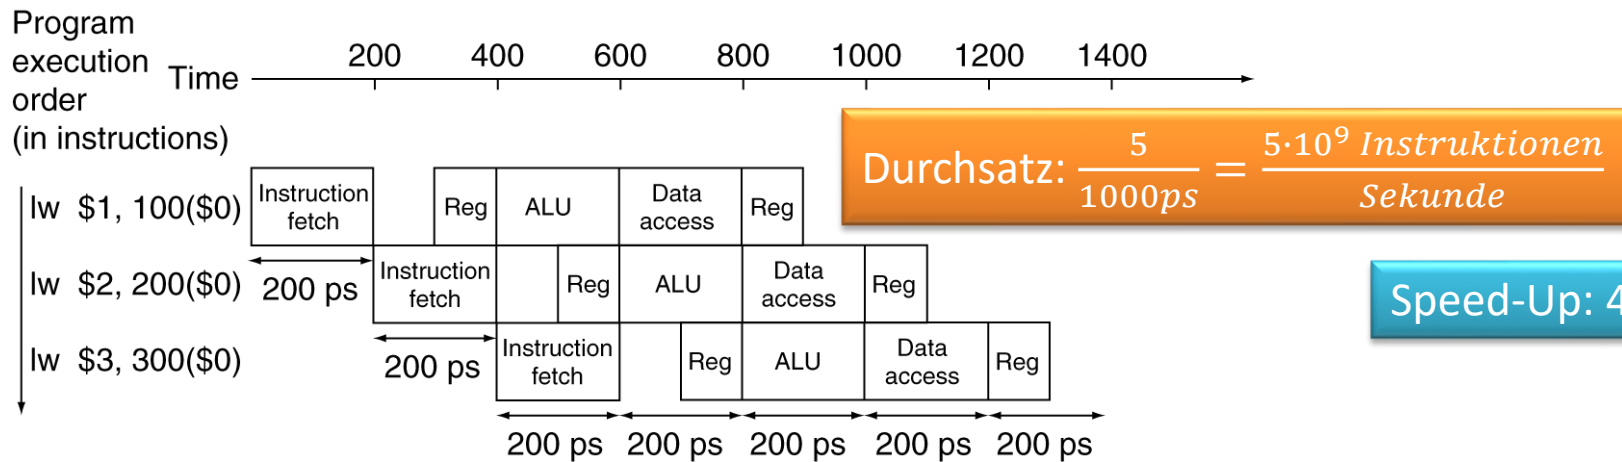 Program
execution
order
(in instructions)
Time
200 400 600 800 1000 1200 1400
Durchsatz: 5/1000ps = 5·10⁹ Instruktionen/Sekunde
Speed-Up: 4
lw $1, 100($0)
Instruction
fetch
Reg
ALU
Data
access
Reg
200 ps
lw $2, 200($0)
Instruction
fetch
Reg
ALU
Data
access
Reg
200 ps
lw $3, 300($0)
Instruction
fetch
Reg
ALU
Data
access
Reg
200 ps 200 ps 200 ps 200 ps 200 ps